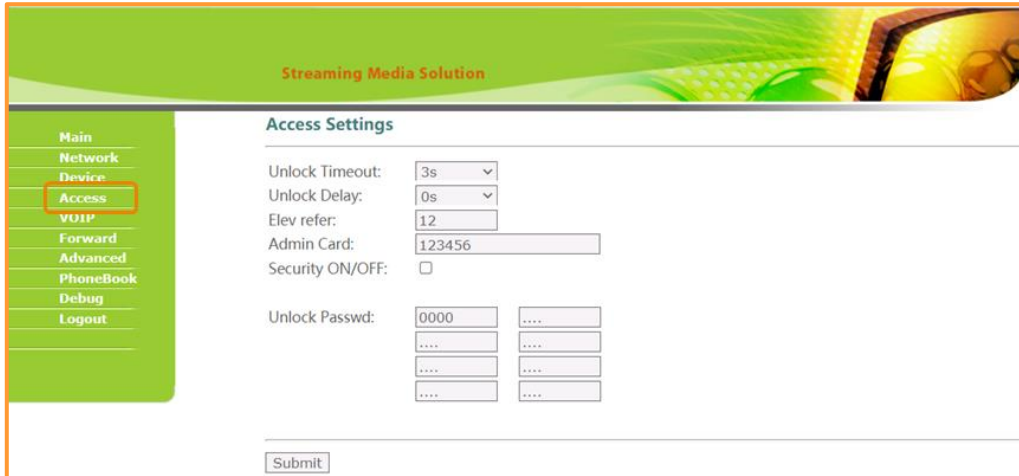 Streaming Media Solution
Main
Network
Device
Access
VOIP
Forward
Advanced
PhoneBook
Debug
Logout
Access Settings
Unlock Timeout: 3s
Unlock Delay: 0s
Elev refer: 12
Admin Card: 123456
Security ON/OFF:
Unlock Passwd: 0000 ....
.... ....
.... ....
.... ....
Submit